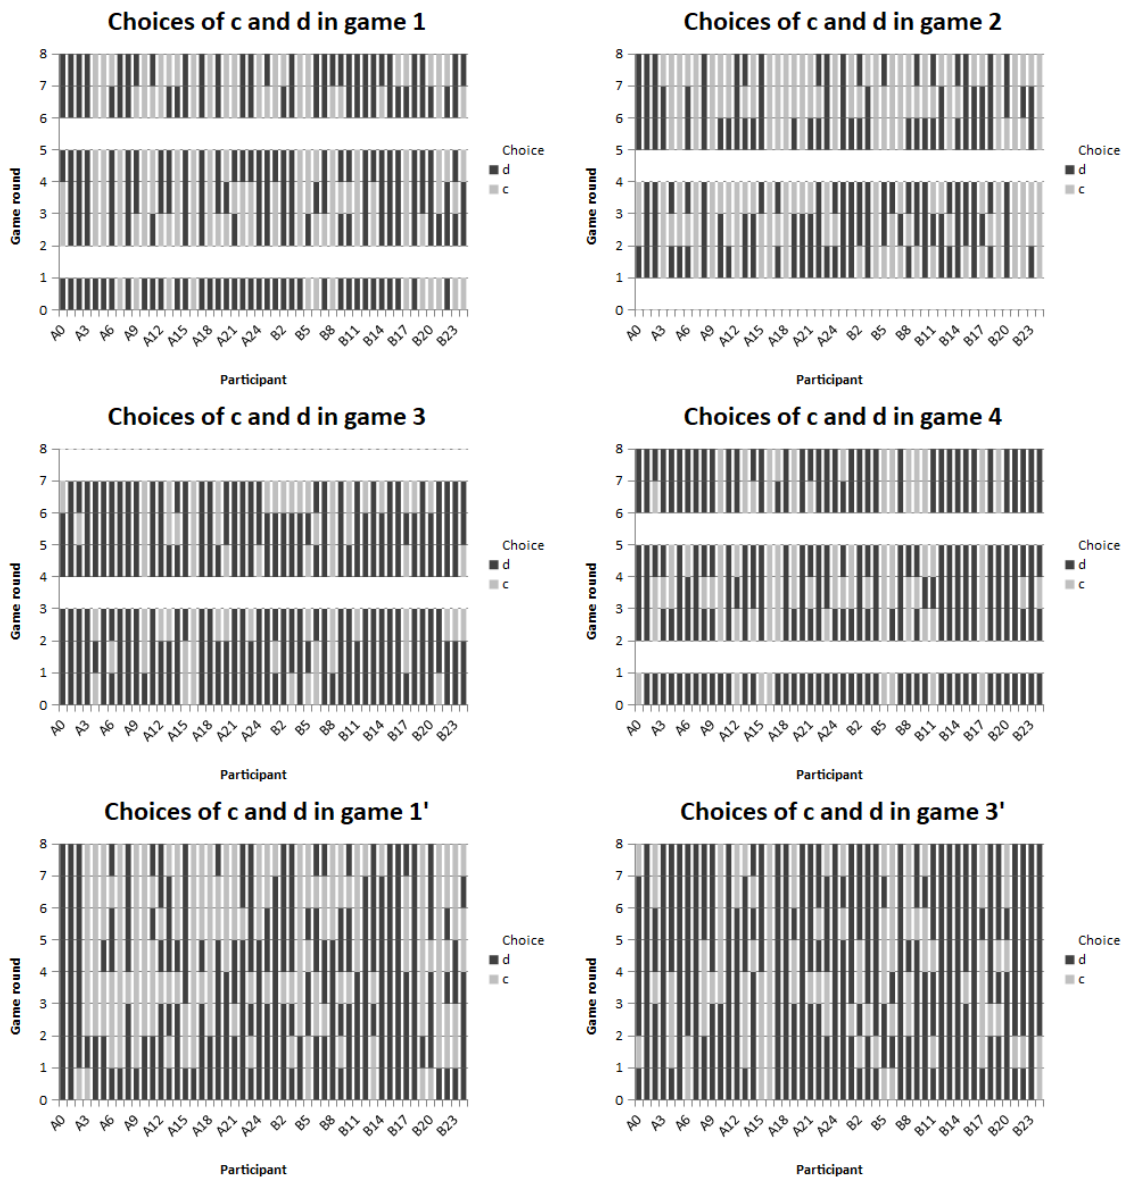 Choices of c and d in game 1
8
7
6
5
4
3
2
1
0
Game round
A0 A3 A6 A9 A12 A15 A18 A21 A24 B2 B5 B8 B11 B14 B17 B20 B23
Participant
Choice
d
c
Choices of c and d in game 2
8
7
6
5
4
3
2
1
0
Game round
A0 A3 A6 A9 A12 A15 A18 A21 A24 B2 B5 B8 B11 B14 B17 B20 B23
Participant
Choice
d
c
Choices of c and d in game 3
8
7
6
5
4
3
2
1
0
Game round
A0 A3 A6 A9 A12 A15 A18 A21 A24 B2 B5 B8 B11 B14 B17 B20 B23
Participant
Choice
d
c
Choices of c and d in game 4
8
7
6
5
4
3
2
1
0
Game round
A0 A3 A6 A9 A12 A15 A18 A21 A24 B2 B5 B8 B11 B14 B17 B20 B23
Participant
Choice
d
c
Choices of c and d in game 1'
8
7
6
5
4
3
2
1
0
Game round
A0 A3 A6 A9 A12 A15 A18 A21 A24 B2 B5 B8 B11 B14 B17 B20 B23
Participant
Choice
d
c
Choices of c and d in game 3'
8
7
6
5
4
3
2
1
0
Game round
A0 A3 A6 A9 A12 A15 A18 A21 A24 B2 B5 B8 B11 B14 B17 B20 B23
Participant
Choice
d
c